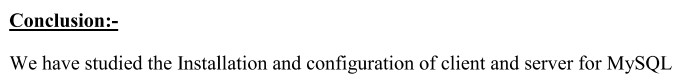 Conclusion:-
We have studied the Installation and configuration of client and server for MySQL